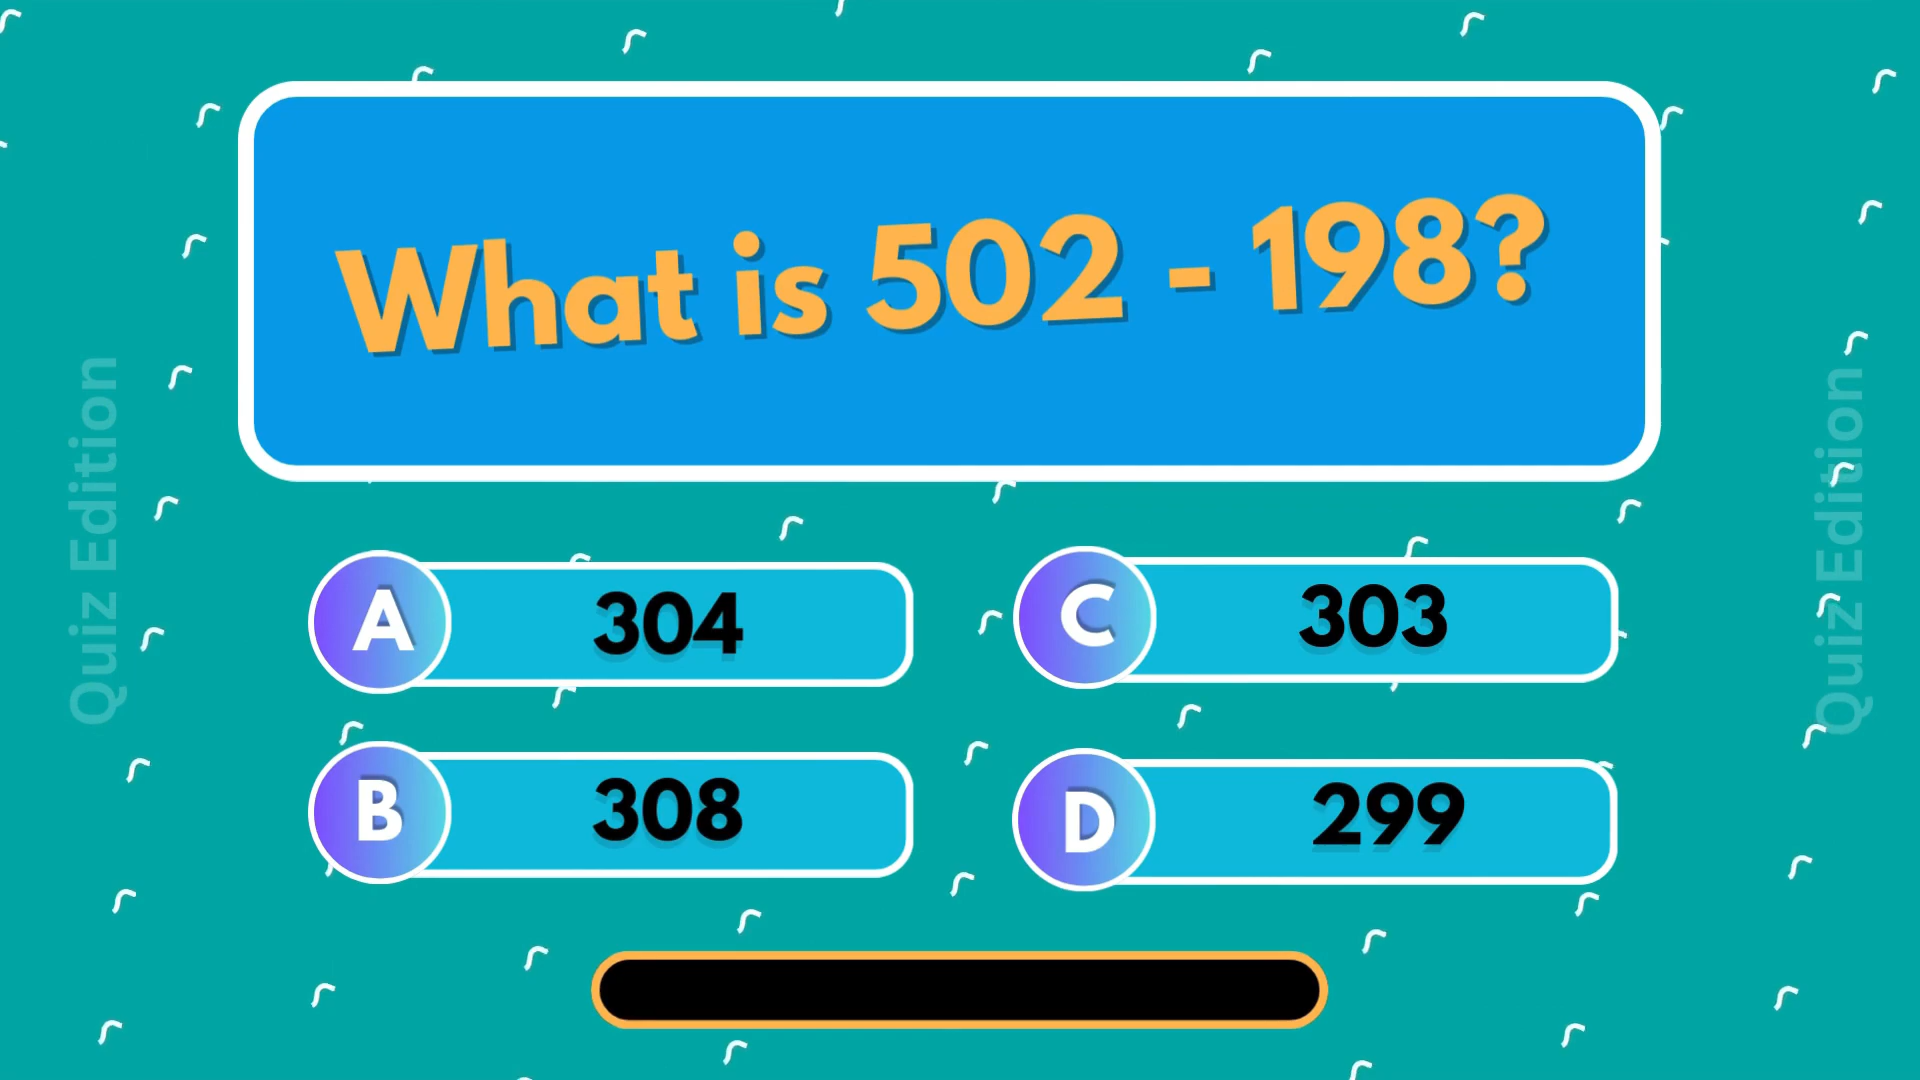 What is 502 - 198?
Quiz Edition
Quiz Edition
A 304
C 303
B 308
D 299